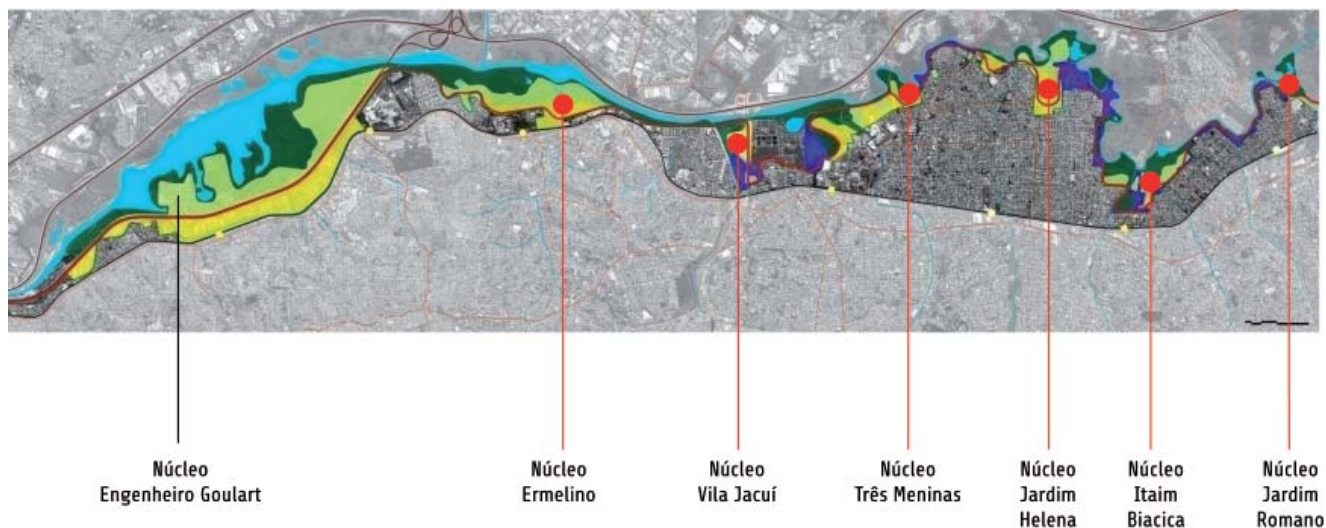 Núcleo
Engenheiro Goulart
Núcleo
Ermelino
Núcleo
Vila Jacuí
Núcleo
Três Meninas
Núcleo
Jardim
Helena
Núcleo
Itaim
Biacica
Núcleo
Jardim
Romano